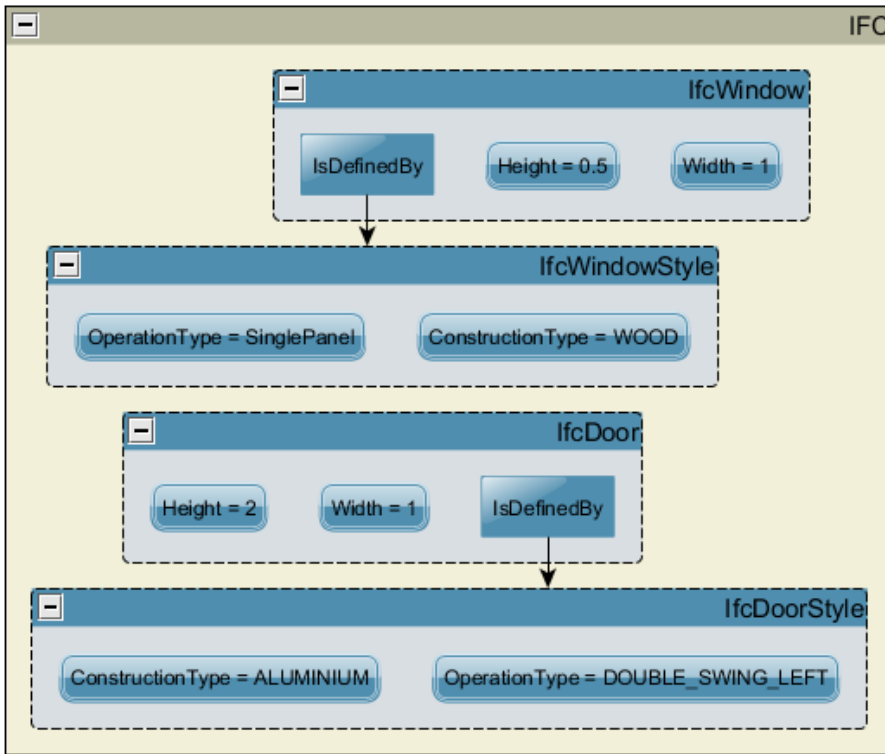 IFC
IfcWindow
IsDefinedBy
Height = 0.5
Width = 1
IfcWindowStyle
OperationType = SinglePanel
ConstructionType = WOOD
IfcDoor
Height = 2
Width = 1
IsDefinedBy
IfcDoorStyle
ConstructionType = ALUMINIUM
OperationType = DOUBLE_SWING_LEFT